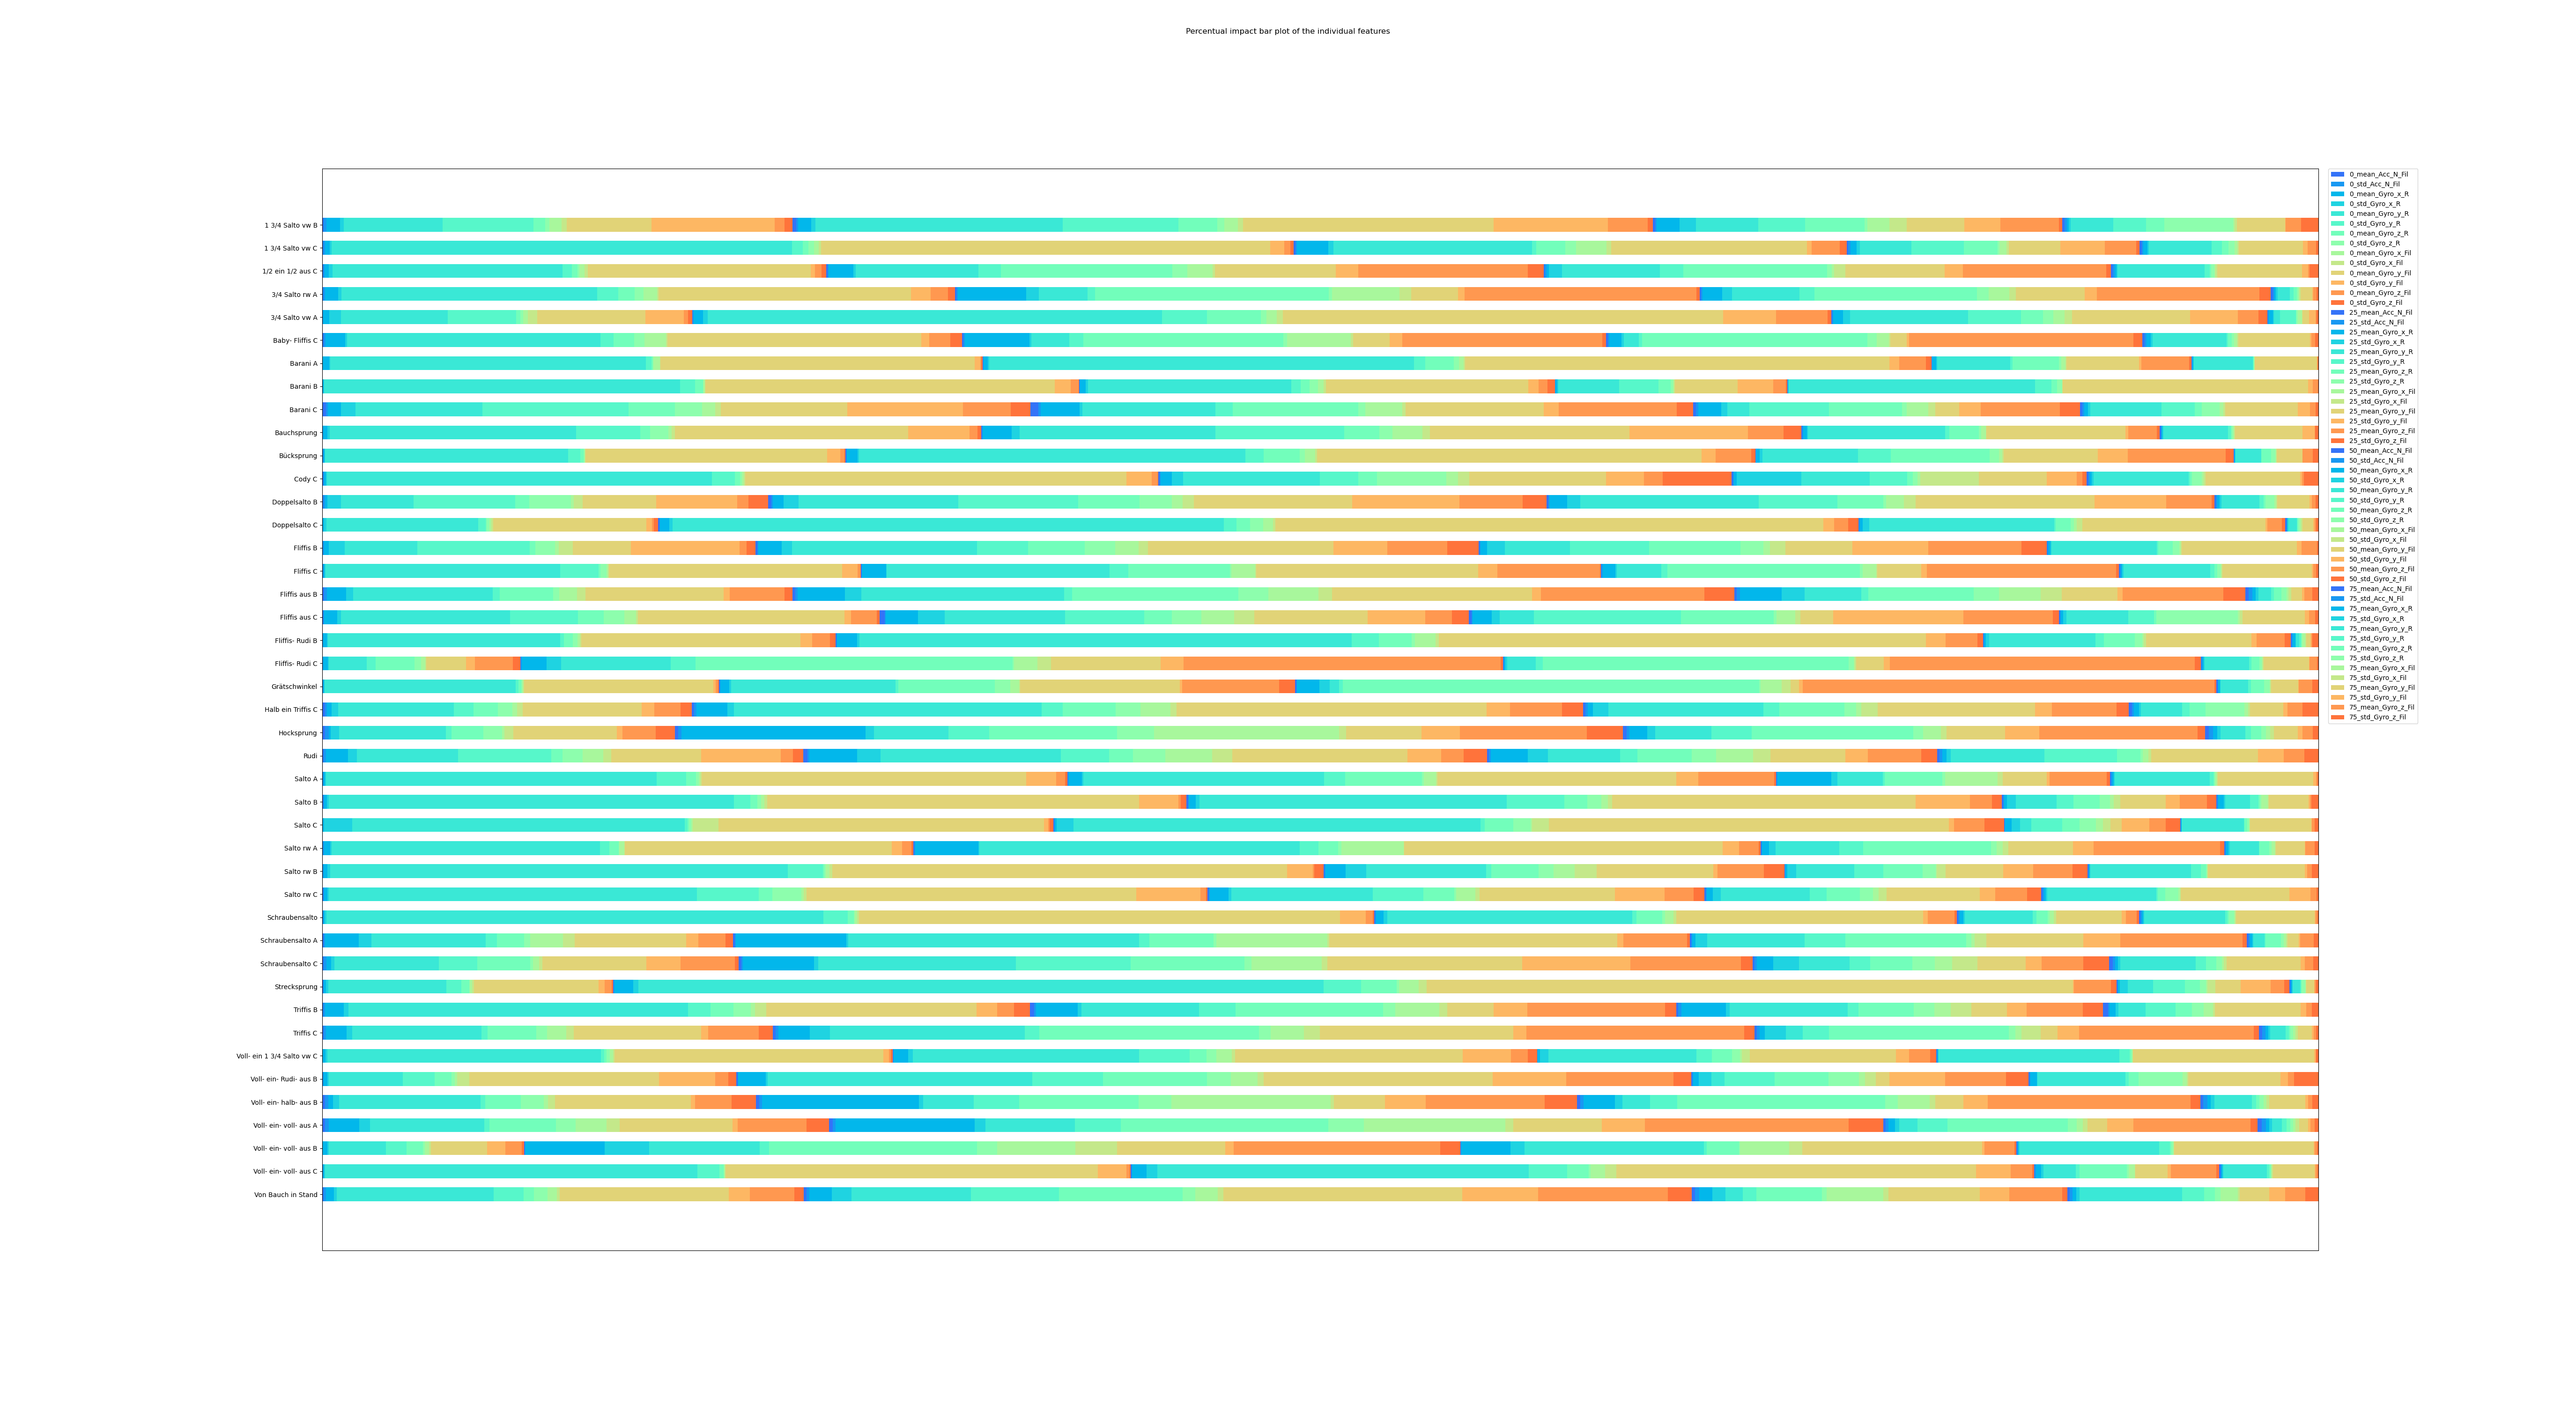 Percentual impact bar plot of the individual features
1 3/4 Salto vw B
1 3/4 Salto vw C
1/2 ein 1/2 aus C
3/4 Salto rw A
3/4 Salto vw A
Baby- Fliffis C
Barani A
Barani B
Barani C
Bauchsprung
Bücksprung
Cody C
Doppelsalto B
Doppelsalto C
Fliffis B
Fliffis C
Fliffis aus B
Fliffis aus C
Fliffis- Rudi B
Fliffis- Rudi C
Grätschwinkel
Halb ein Triffis C
Hocksprung
Rudi
Salto A
Salto B
Salto C
Salto rw A
Salto rw B
Salto rw C
Schraubensalto
Schraubensalto A
Schraubensalto C
Strecksprung
Triffis B
Triffis C
Voll- ein 1 3/4 Salto vw C
Voll- ein- Rudi- aus B
Voll- ein- halb- aus B
Voll- ein- voll- aus A
Voll- ein- voll- aus B
Voll- ein- voll- aus C
Von Bauch in Stand
0_mean_Acc_N_Fil
0_std_Acc_N_Fil
0_mean_Gyro_x_R
0_std_Gyro_x_R
0_mean_Gyro_y_R
0_std_Gyro_y_R
0_mean_Gyro_z_R
0_std_Gyro_z_R
0_mean_Gyro_x_Fil
0_std_Gyro_x_Fil
0_mean_Gyro_y_Fil
0_std_Gyro_y_Fil
0_mean_Gyro_z_Fil
0_std_Gyro_z_Fil
25_mean_Acc_N_Fil
25_std_Acc_N_Fil
25_mean_Gyro_x_R
25_std_Gyro_x_R
25_mean_Gyro_y_R
25_std_Gyro_y_R
25_mean_Gyro_z_R
25_std_Gyro_z_R
25_mean_Gyro_x_Fil
25_std_Gyro_x_Fil
25_mean_Gyro_y_Fil
25_std_Gyro_y_Fil
25_mean_Gyro_z_Fil
25_std_Gyro_z_Fil
50_mean_Acc_N_Fil
50_std_Acc_N_Fil
50_mean_Gyro_x_R
50_std_Gyro_x_R
50_mean_Gyro_y_R
50_std_Gyro_y_R
50_mean_Gyro_z_R
50_std_Gyro_z_R
50_mean_Gyro_x_Fil
50_std_Gyro_x_Fil
50_mean_Gyro_y_Fil
50_std_Gyro_y_Fil
50_mean_Gyro_z_Fil
50_std_Gyro_z_Fil
75_mean_Acc_N_Fil
75_std_Acc_N_Fil
75_mean_Gyro_x_R
75_std_Gyro_x_R
75_mean_Gyro_y_R
75_std_Gyro_y_R
75_mean_Gyro_z_R
75_std_Gyro_z_R
75_mean_Gyro_x_Fil
75_std_Gyro_x_Fil
75_mean_Gyro_y_Fil
75_std_Gyro_y_Fil
75_mean_Gyro_z_Fil
75_std_Gyro_z_Fil